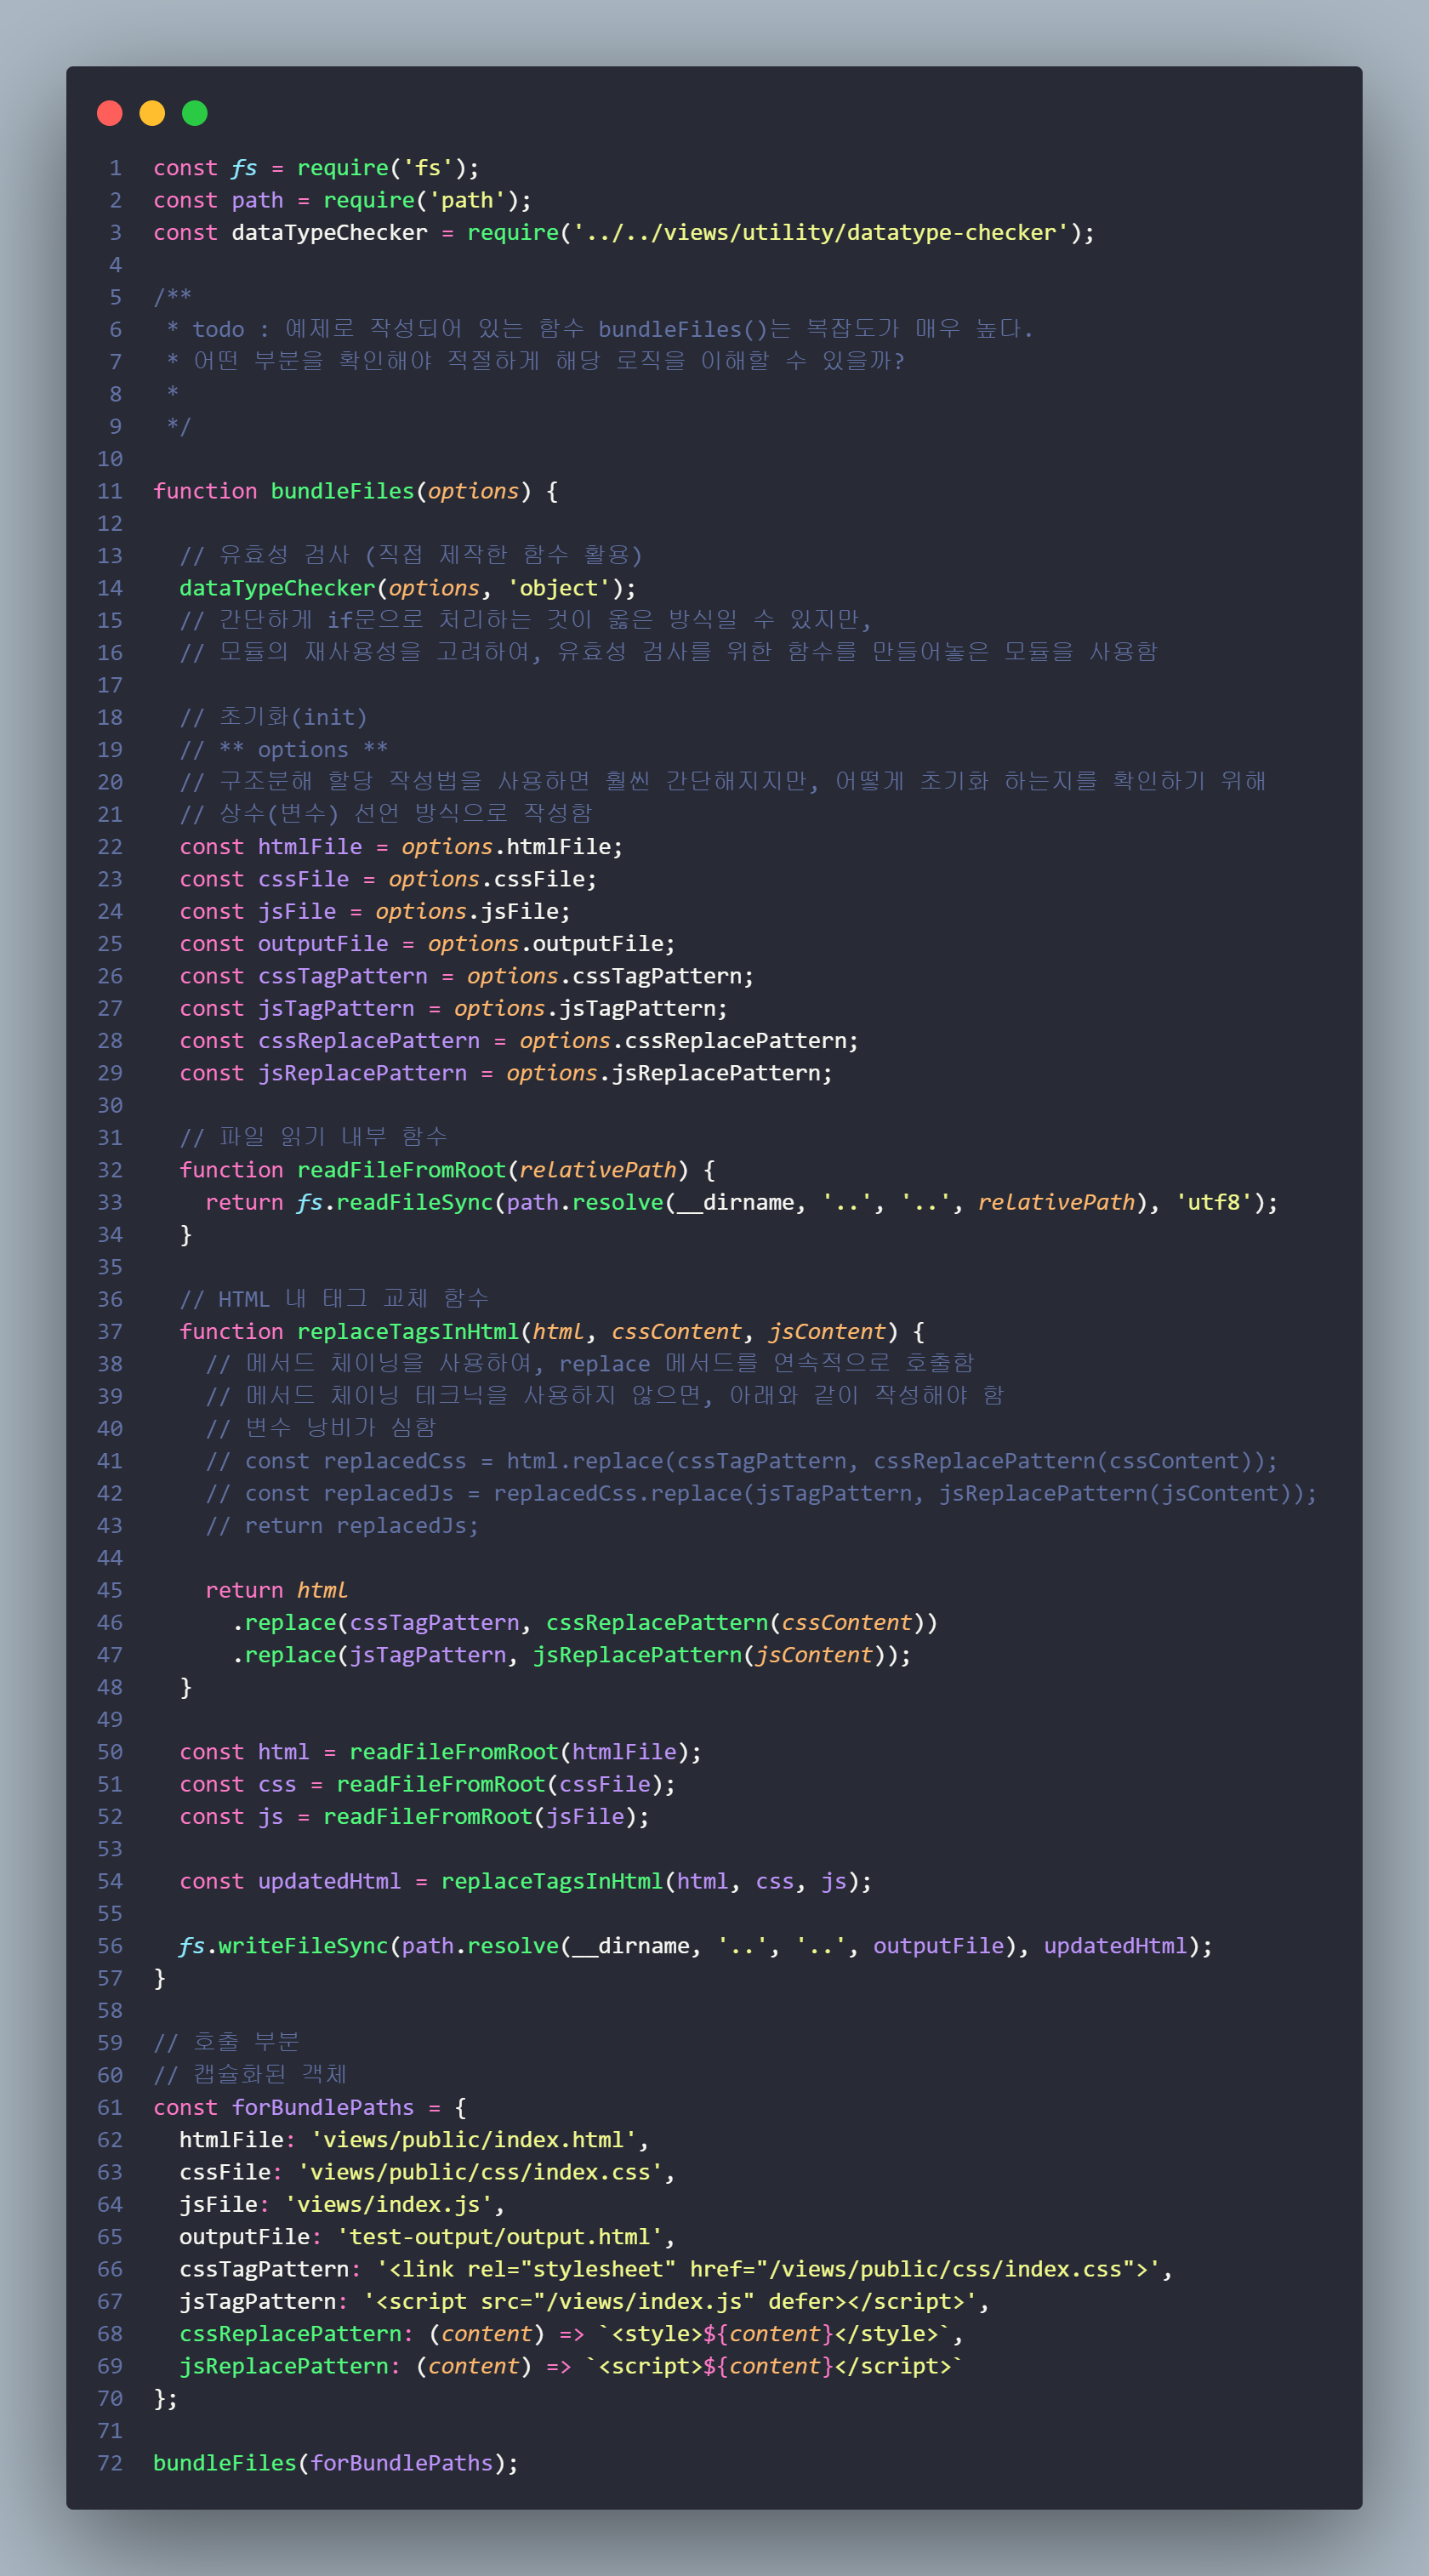 1 const fs = require('fs');
2 const path = require('path');
3 const dataTypeChecker = require('../../views/utility/datatype-checker');
4
5 /**
6  * todo : 예제로 작성되어 있는 함수 bundleFiles()는 복잡도가 매우 높다.
7  * 어떤 부분을 확인해야 적절하게 해당 로직을 이해할 수 있을까?
8  *
9  */
10
11 function bundleFiles(options) {
12
13   // 유효성 검사 (직접 제작한 함수 활용)
14   dataTypeChecker(options, 'object');
15   // 간단하게 if문으로 처리하는 것이 옳은 방식일 수 있지만,
16   // 모듈의 재사용성을 고려하여, 유효성 검사를 위한 함수를 만들어놓은 모듈을 사용함
17
18   // 초기화(init)
19   // ** options **
20   // 구조분해 할당 작성법을 사용하면 훨씬 간단해지지만, 어떻게 초기화 하는지를 확인하기 위해
21   // 상수(변수) 선언 방식으로 작성함
22   const htmlFile = options.htmlFile;
23   const cssFile = options.cssFile;
24   const jsFile = options.jsFile;
25   const outputFile = options.outputFile;
26   const cssTagPattern = options.cssTagPattern;
27   const jsTagPattern = options.jsTagPattern;
28   const cssReplacePattern = options.cssReplacePattern;
29   const jsReplacePattern = options.jsReplacePattern;
30
31   // 파일 읽기 내부 함수
32   function readFileFromRoot(relativePath) {
33     return fs.readFileSync(path.resolve(__dirname, '..', '..', relativePath), 'utf8');
34   }
35
36   // HTML 내 태그 교체 함수
37   function replaceTagsInHtml(html, cssContent, jsContent) {
38     // 메서드 체이닝을 사용하여, replace 메서드를 연속적으로 호출함
39     // 메서드 체이닝 테크닉을 사용하지 않으면, 아래와 같이 작성해야 함
40     // 변수 낭비가 심함
41     // const replacedCss = html.replace(cssTagPattern, cssReplacePattern(cssContent));
42     // const replacedJs = replacedCss.replace(jsTagPattern, jsReplacePattern(jsContent));
43     // return replacedJs;
44
45     return html
46       .replace(cssTagPattern, cssReplacePattern(cssContent))
47       .replace(jsTagPattern, jsReplacePattern(jsContent));
48   }
49
50   const html = readFileFromRoot(htmlFile);
51   const css = readFileFromRoot(cssFile);
52   const js = readFileFromRoot(jsFile);
53
54   const updatedHtml = replaceTagsInHtml(html, css, js);
55
56   fs.writeFileSync(path.resolve(__dirname, '..', '..', outputFile), updatedHtml);
57 }
58
59 // 호출 부분
60 // 캡슐화된 객체
61 const forBundlePaths = {
62   htmlFile: 'views/public/index.html',
63   cssFile: 'views/public/css/index.css',
64   jsFile: 'views/index.js',
65   outputFile: 'test-output/output.html',
66   cssTagPattern: '<link rel="stylesheet" href="/views/public/css/index.css">',
67   jsTagPattern: '<script src="/views/index.js" defer></script>',
68   cssReplacePattern: (content) => `<style>${content}</style>`,
69   jsReplacePattern: (content) => `<script>${content}</script>`
70 };
71
72 bundleFiles(forBundlePaths);